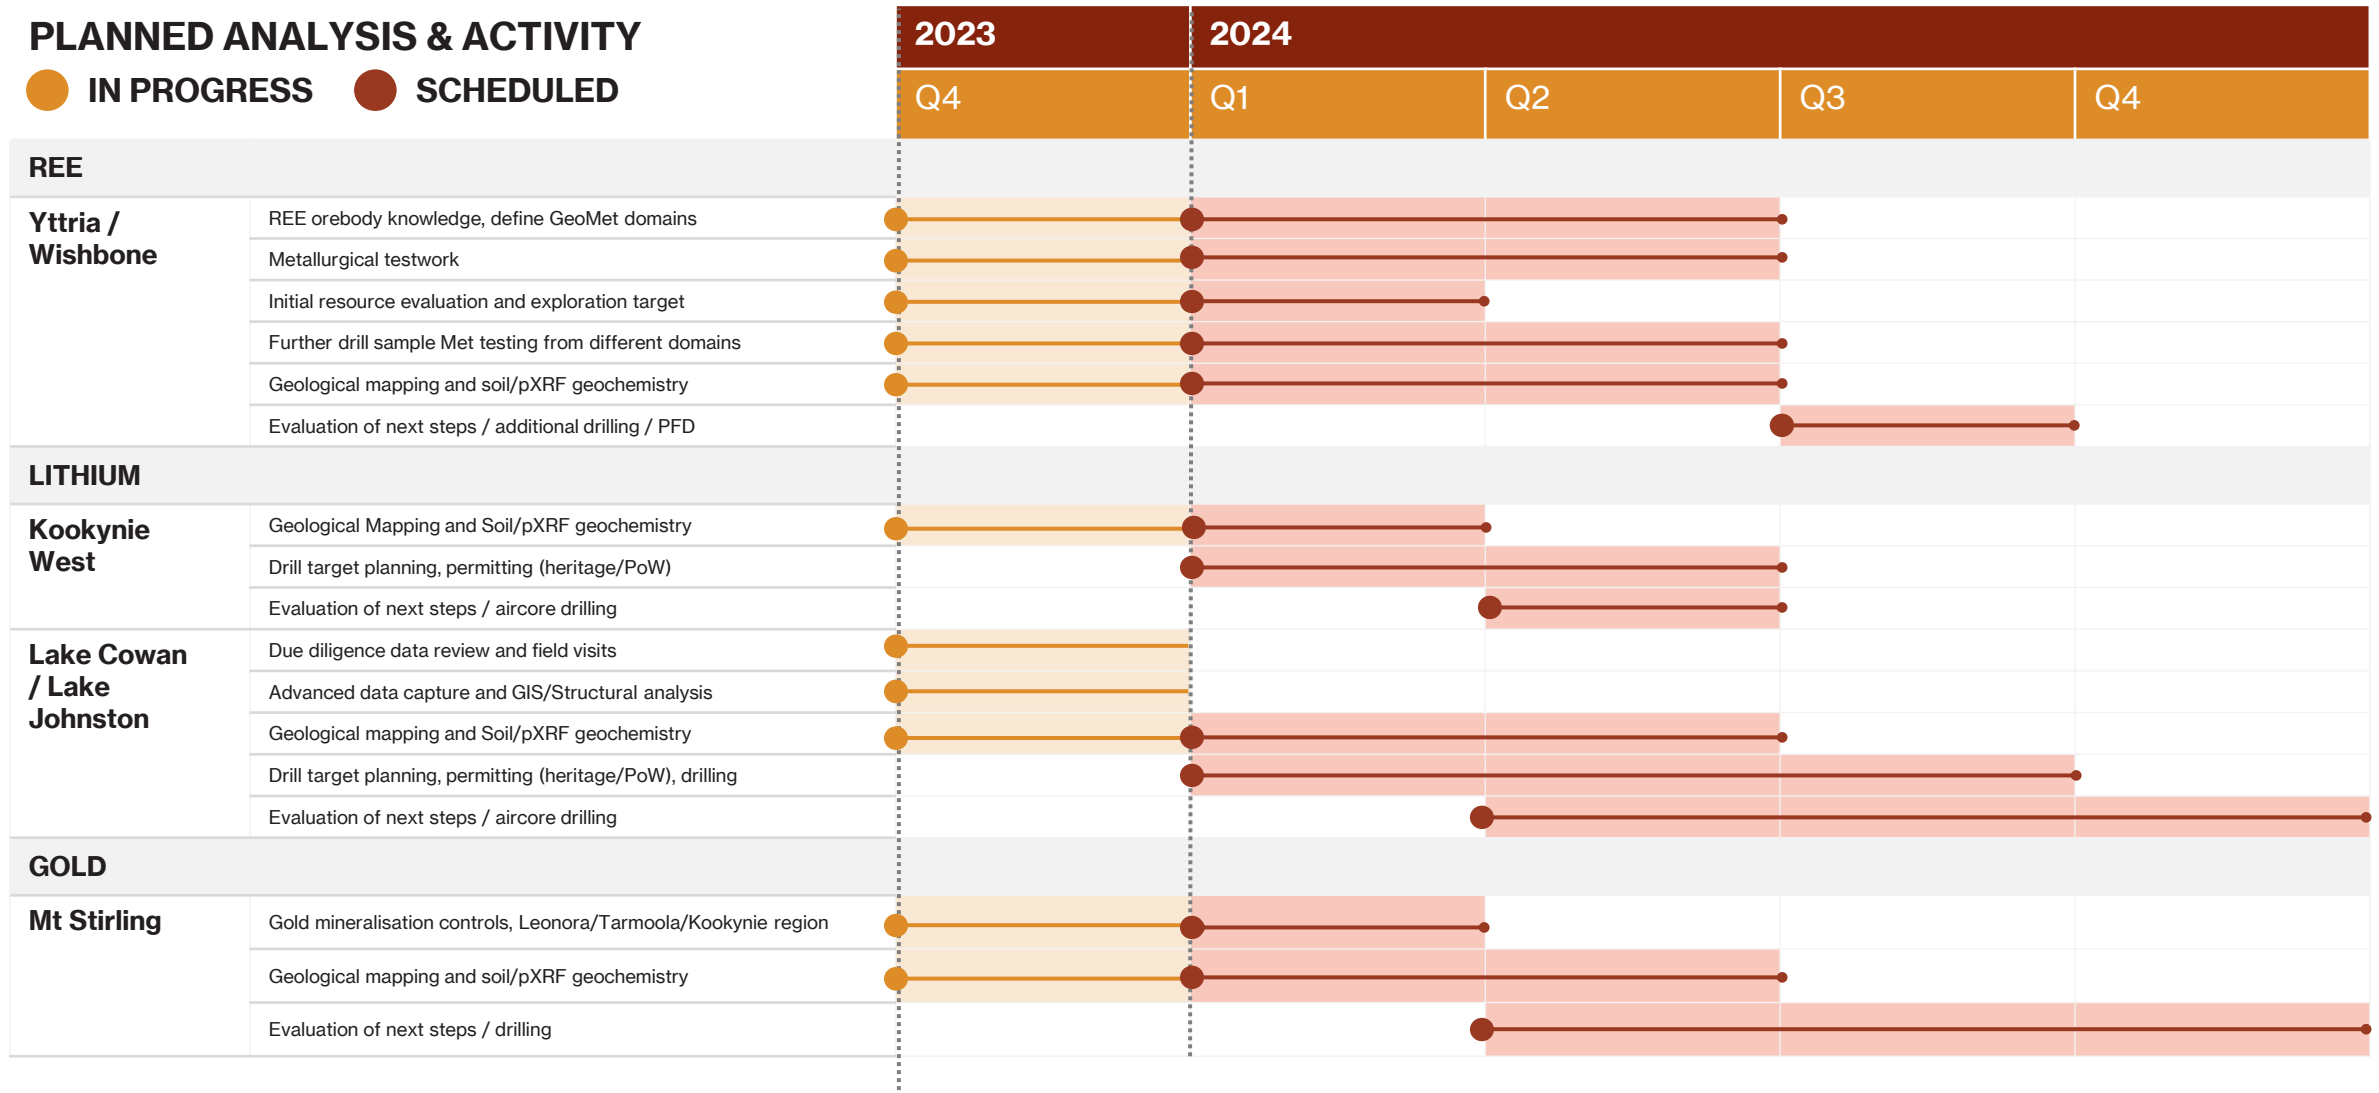 PLANNED ANALYSIS & ACTIVITY
IN PROGRESS
SCHEDULED
2023
2024
Q4
Q1
Q2
Q3
Q4
REE
Yttria /
Wishbone
REE orebody knowledge, define GeoMet domains
Metallurgical testwork
Initial resource evaluation and exploration target
Further drill sample Met testing from different domains
Geological mapping and soil/pXRF geochemistry
Evaluation of next steps / additional drilling / PFD
LITHIUM
Kookynie
West
Geological Mapping and Soil/pXRF geochemistry
Drill target planning, permitting (heritage/PoW)
Evaluation of next steps / aircore drilling
Lake Cowan
/ Lake
Johnston
Due diligence data review and field visits
Advanced data capture and GIS/Structural analysis
Geological mapping and Soil/pXRF geochemistry
Drill target planning, permitting (heritage/PoW), drilling
Evaluation of next steps / aircore drilling
GOLD
Mt Stirling
Gold mineralisation controls, Leonora/Tarmoola/Kookynie region
Geological mapping and soil/pXRF geochemistry
Evaluation of next steps / drilling